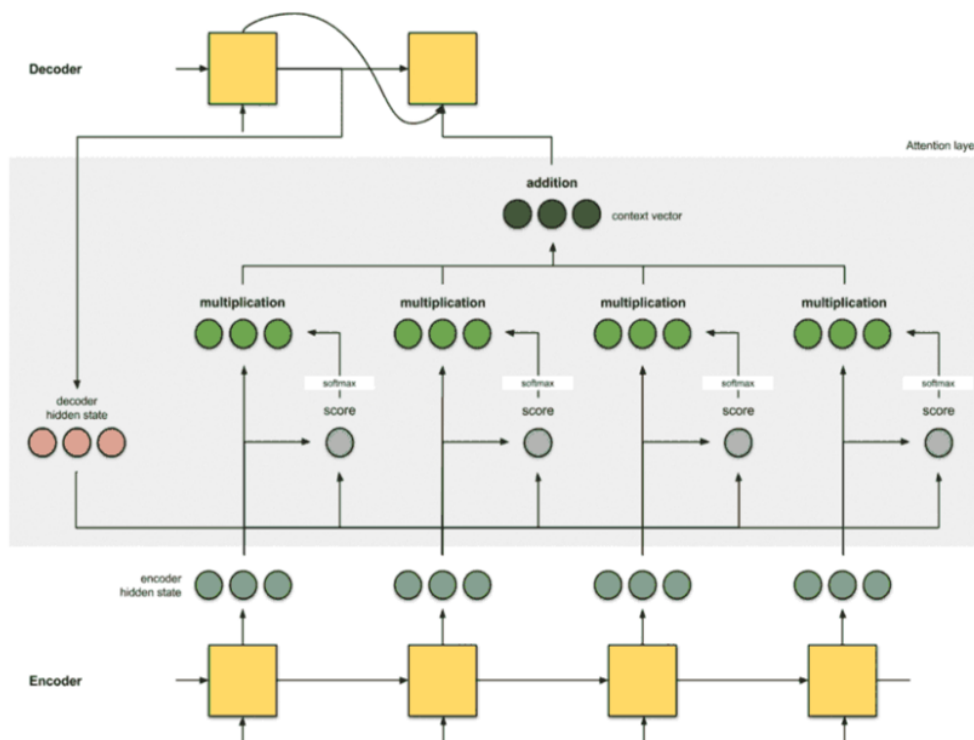 Decoder
Attention laye
addition
context vector
multiplication
multiplication
multiplication
multiplication
softmax
softmax
softmax
softmax
decoder
hidden state
score
score
score
score
encoder
hidden state
Encoder